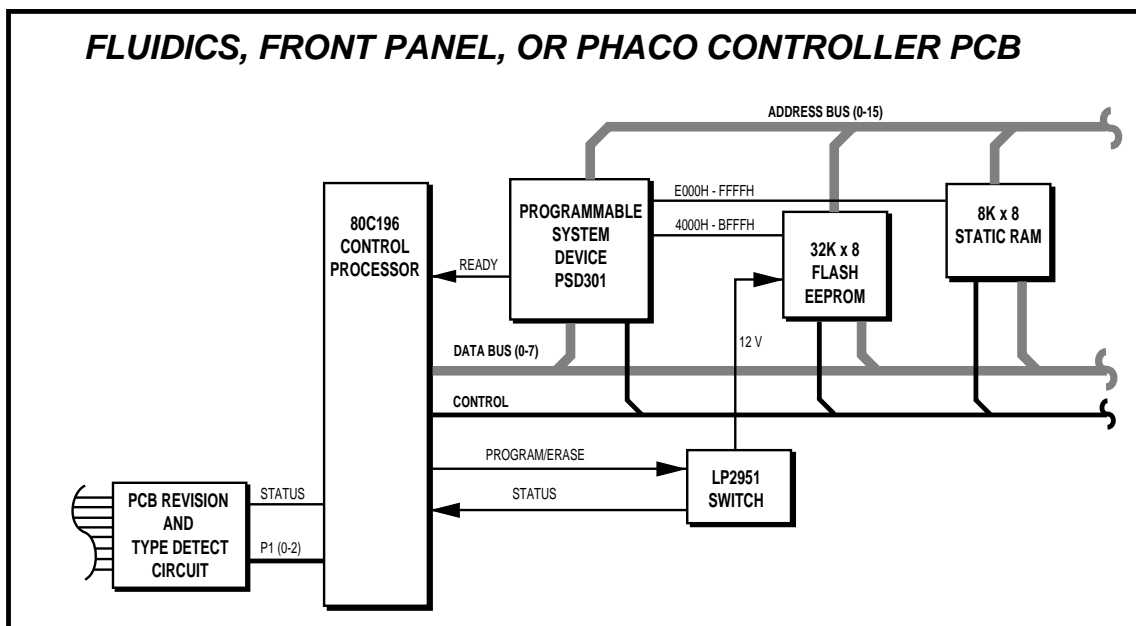 FLUIDICS, FRONT PANEL, OR PHACO CONTROLLER PCB
ADDRESS BUS (0-15)
PROGRAMMABLE
SYSTEM
DEVICE
PSD301
E000H - FFFFH
4000H - BFFFH
8K x 8
STATIC RAM
32K x 8
FLASH
EEPROM
80C196
CONTROL
PROCESSOR
READY
12 V
DATA BUS (0-7)
CONTROL
PROGRAM/ERASE
STATUS
LP2951
SWITCH
PCB REVISION
AND
TYPE DETECT
CIRCUIT
STATUS
P1 (0-2)